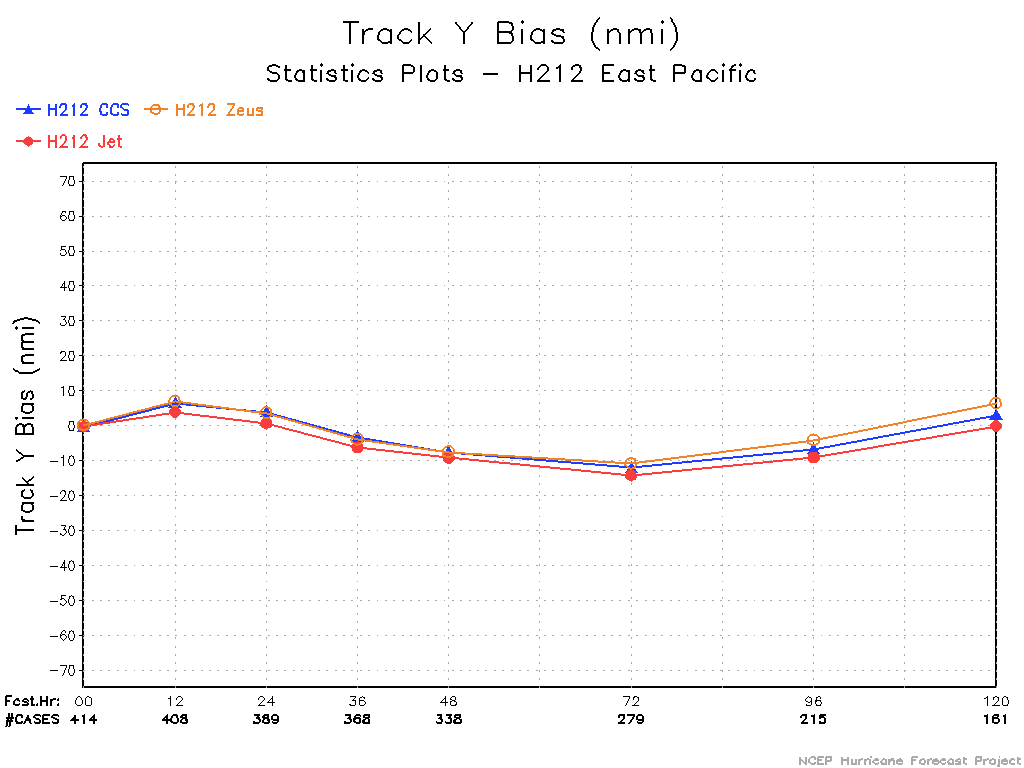 Track Y Bias (nmi)
Statistics Plots − H212 East Pacific
H212 CCS H212 Zeus
H212 Jet
70
60
50
40
30
20
10
0
−10
−20
−30
−40
−50
−60
−70
Track Y Bias (nmi)
Fcst.Hr: 00 12 24 36 48 72 96 120
#CASES 414 408 389 368 338 279 215 161
NCEP Hurricane Forecast Project